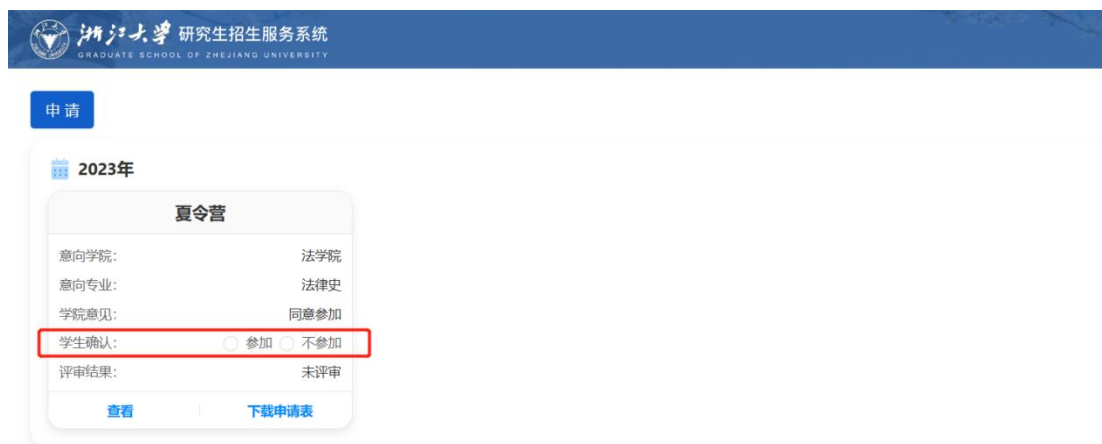 浙江大学 研究生招生服务系统
GRADUATE SCHOOL OF ZHEJIANG UNIVERSITY
申请
2023年
夏令营
意向学院: 法学院
意向专业: 法律史
学院意见: 同意参加
学生确认: 参加 不参加
评审结果: 未评审
查看 下载申请表